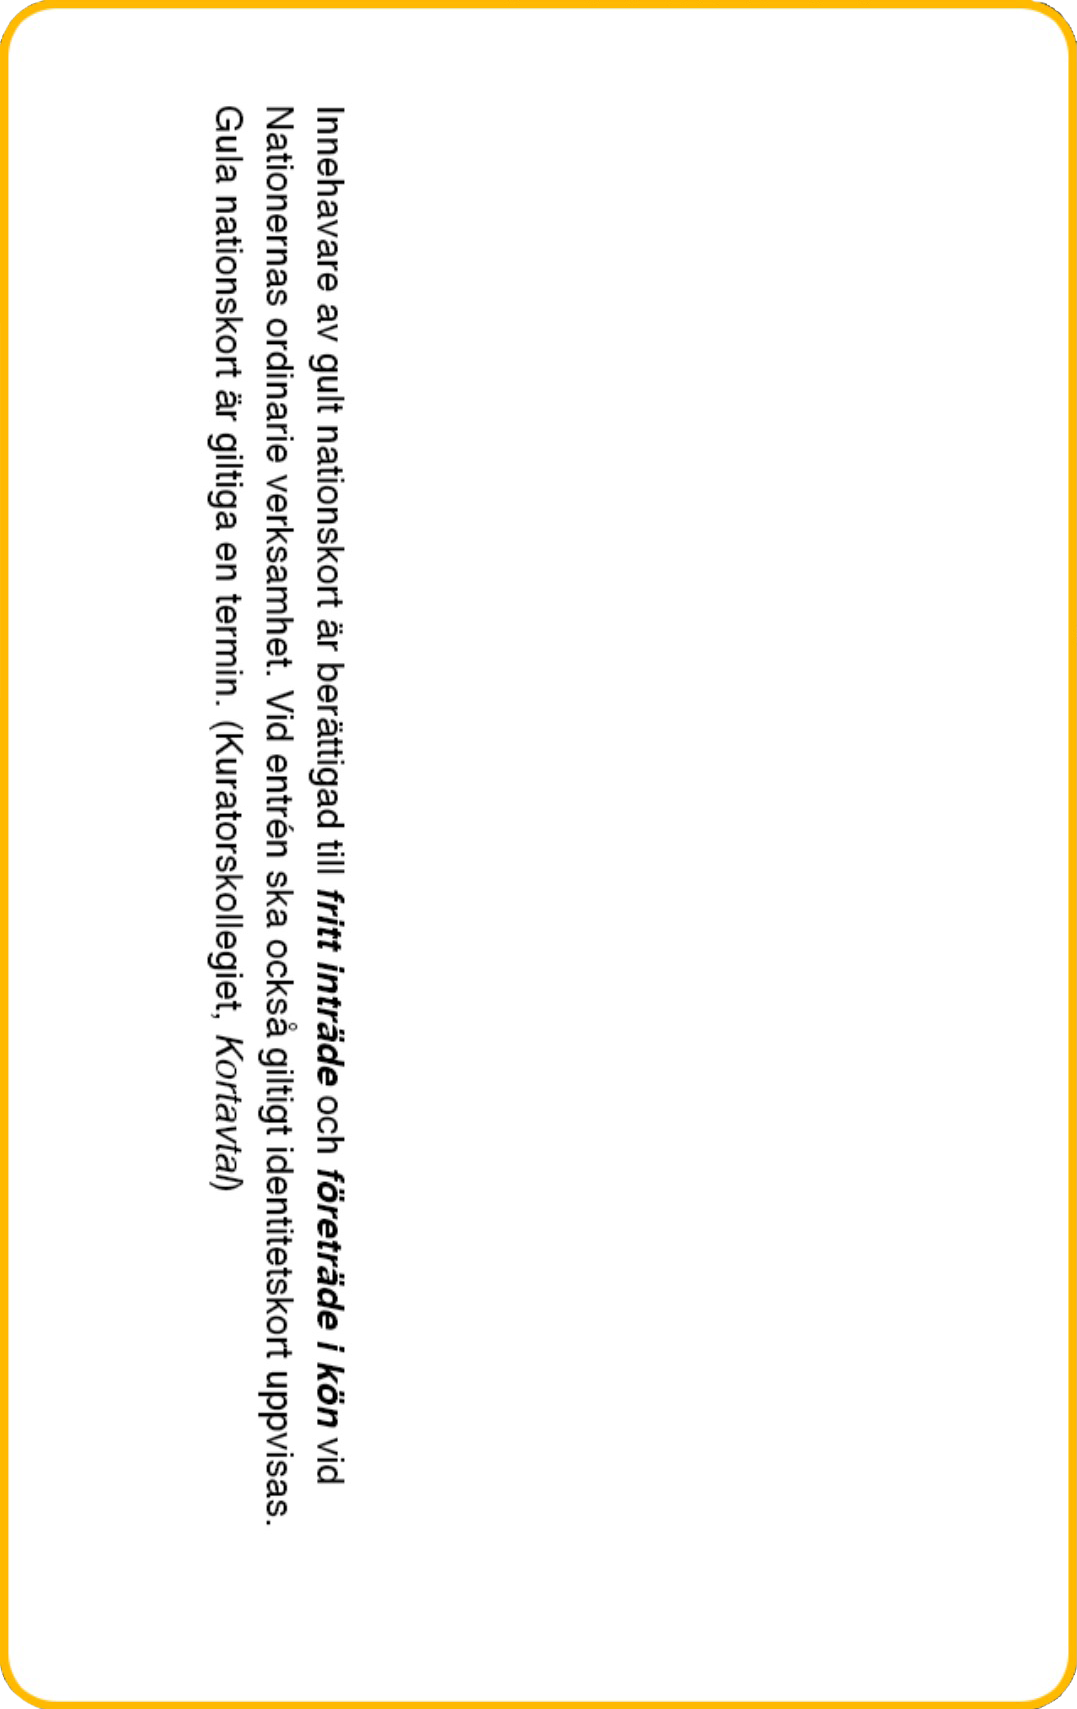 Innehavare av gult nationskort är berättigad till fritt inträde och företräde i kön vid
Nationernas ordinarie verksamhet. Vid entrén ska också giltigt identitetskort uppvisas.
Gula nationskort är giltiga en termin. (Kuratorskollegiet, Kortavtal)